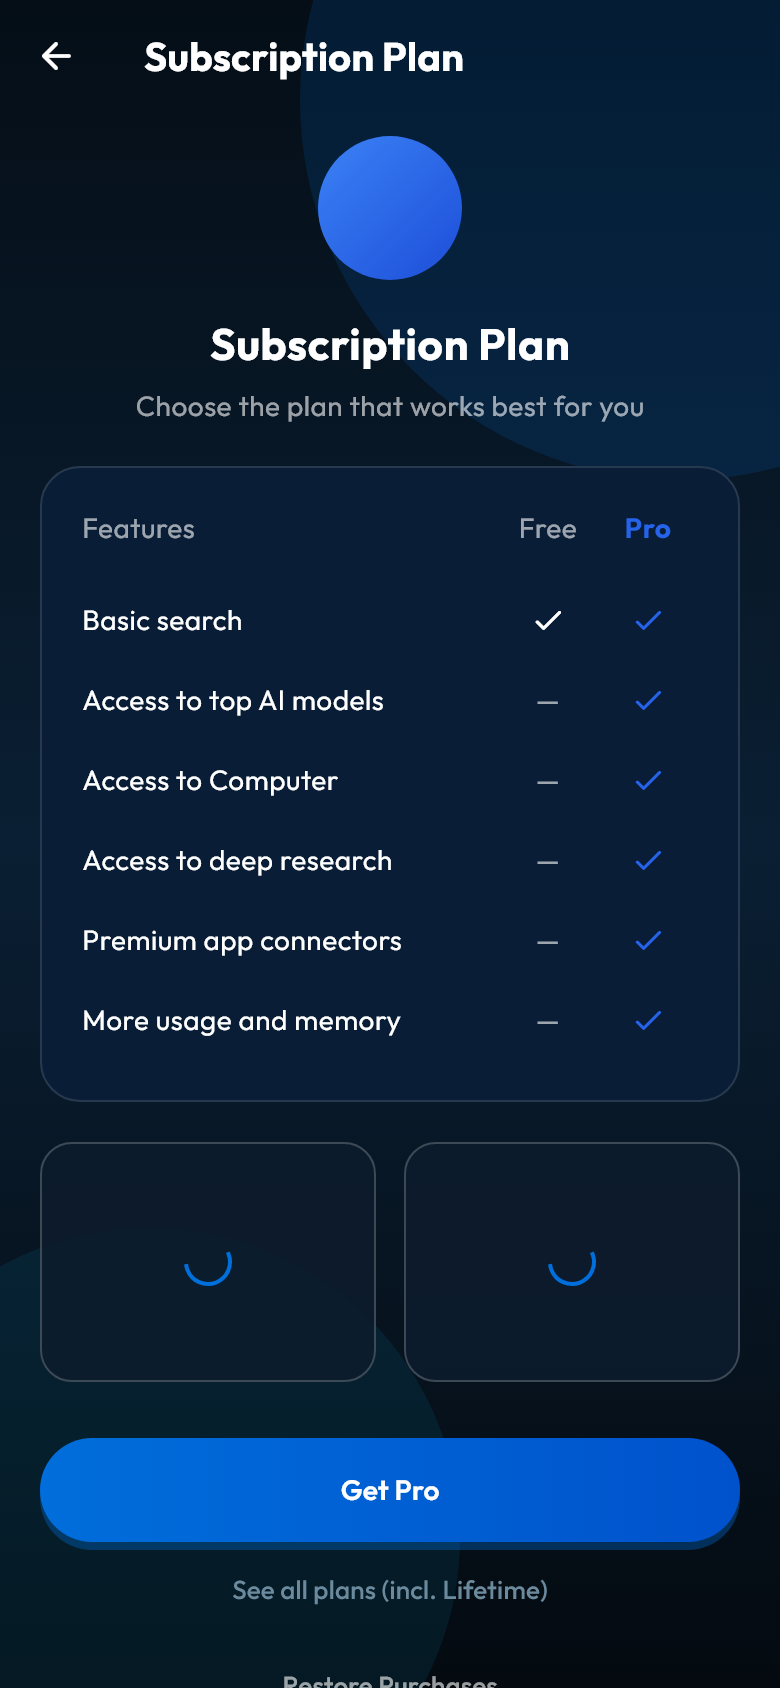 Subscription Plan
Subscription Plan
Choose the plan that works best for you
Features Free Pro
Basic search
Access to top AI models
Access to Computer
Access to deep research
Premium app connectors
More usage and memory
Get Pro
See all plans (incl. Lifetime)
Restore Purchases